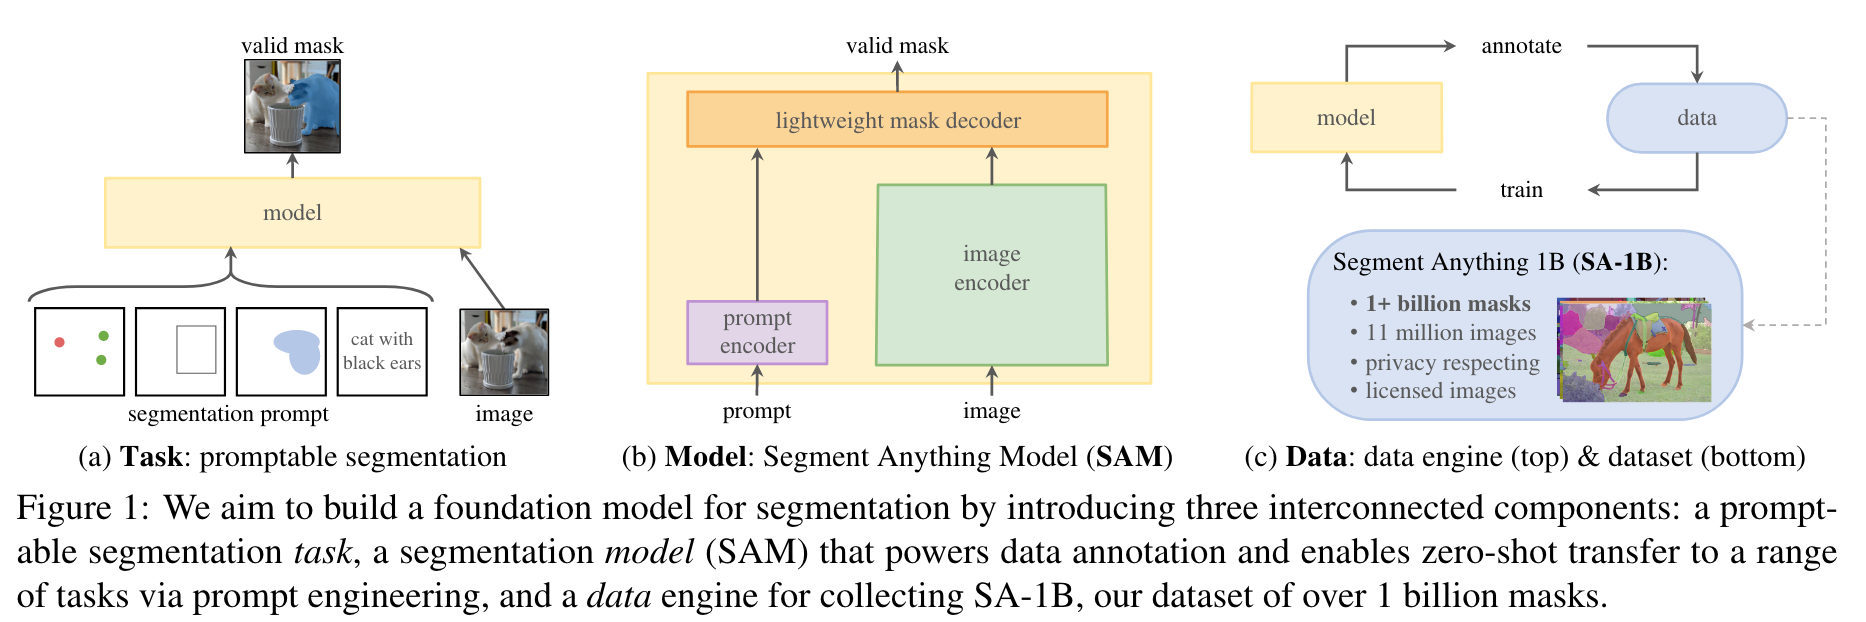 valid mask
model
cat with
black ears
segmentation prompt
image
(a) Task: promptable segmentation
valid mask
lightweight mask decoder
image
encoder
prompt
encoder
prompt
image
(b) Model: Segment Anything Model (SAM)
annotate
model
data
train
Segment Anything 1B (SA-1B):
• 1+ billion masks
• 11 million images
• privacy respecting
• licensed images
(c) Data: data engine (top) & dataset (bottom)
Figure 1: We aim to build a foundation model for segmentation by introducing three interconnected components: a prompt-
able segmentation task, a segmentation model (SAM) that powers data annotation and enables zero-shot transfer to a range
of tasks via prompt engineering, and a data engine for collecting SA-1B, our dataset of over 1 billion masks.